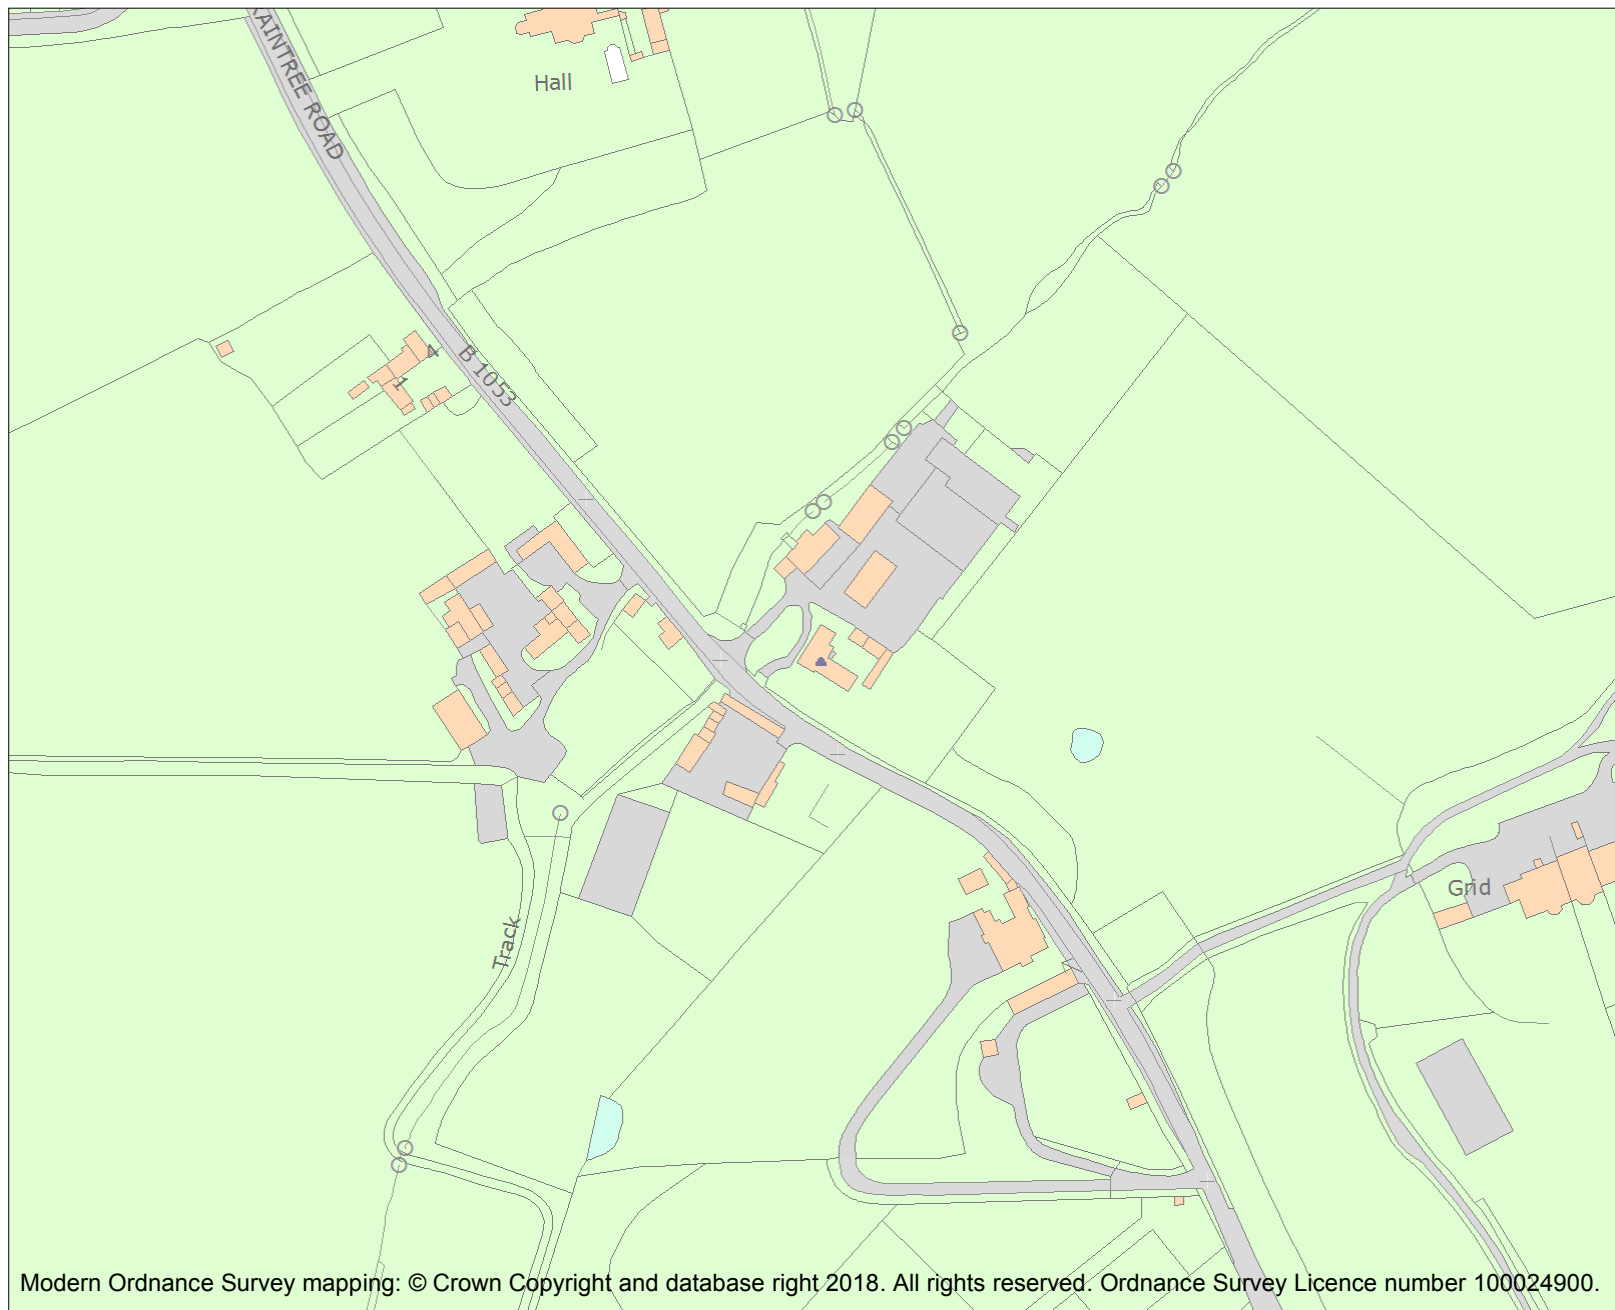 RAINTREE ROAD
Hall
4
1
B 1053
Grid
Track
Modern Ordnance Survey mapping: © Crown Copyright and database right 2018. All rights reserved. Ordnance Survey Licence number 100024900.